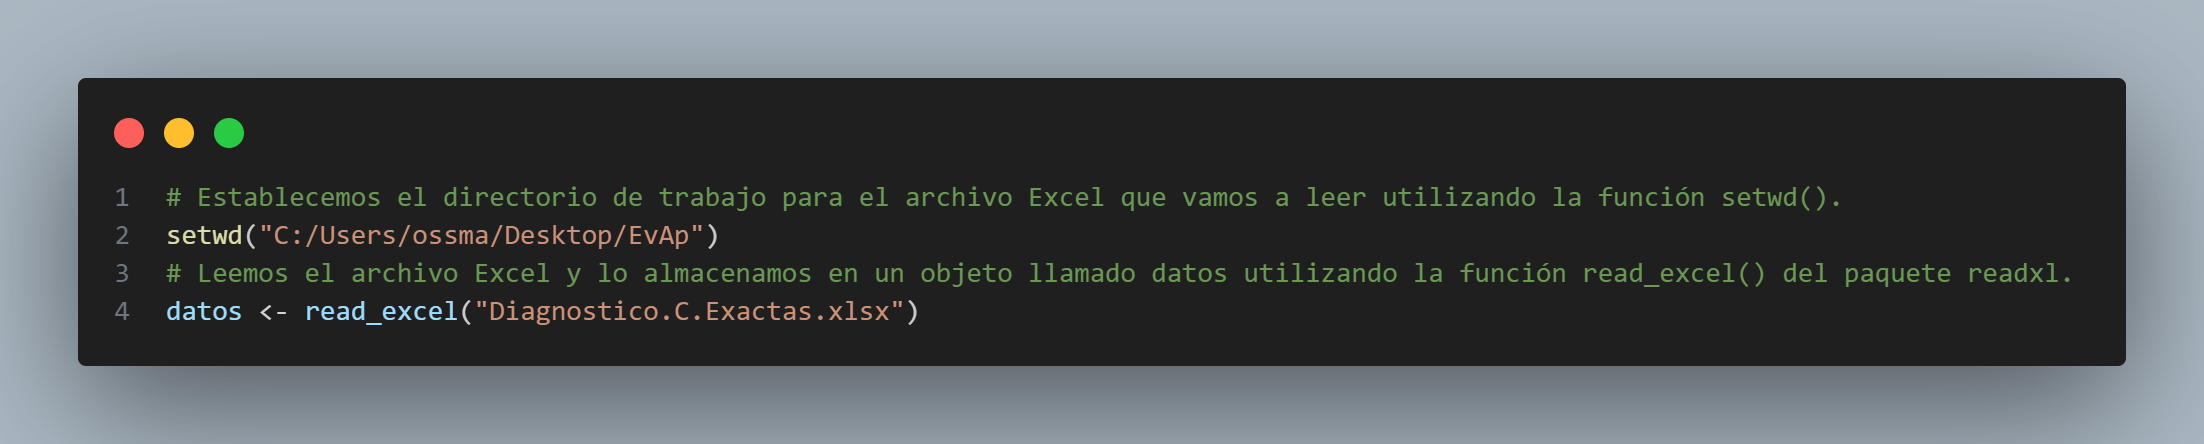 1 # Establecemos el directorio de trabajo para el archivo Excel que vamos a leer utilizando la función setwd().
2 setwd("C:/Users/ossma/Desktop/EvAp")
3 # Leemos el archivo Excel y lo almacenamos en un objeto llamado datos utilizando la función read_excel() del paquete readxl.
4 datos <- read_excel("Diagnostico.C.Exactas.xlsx")